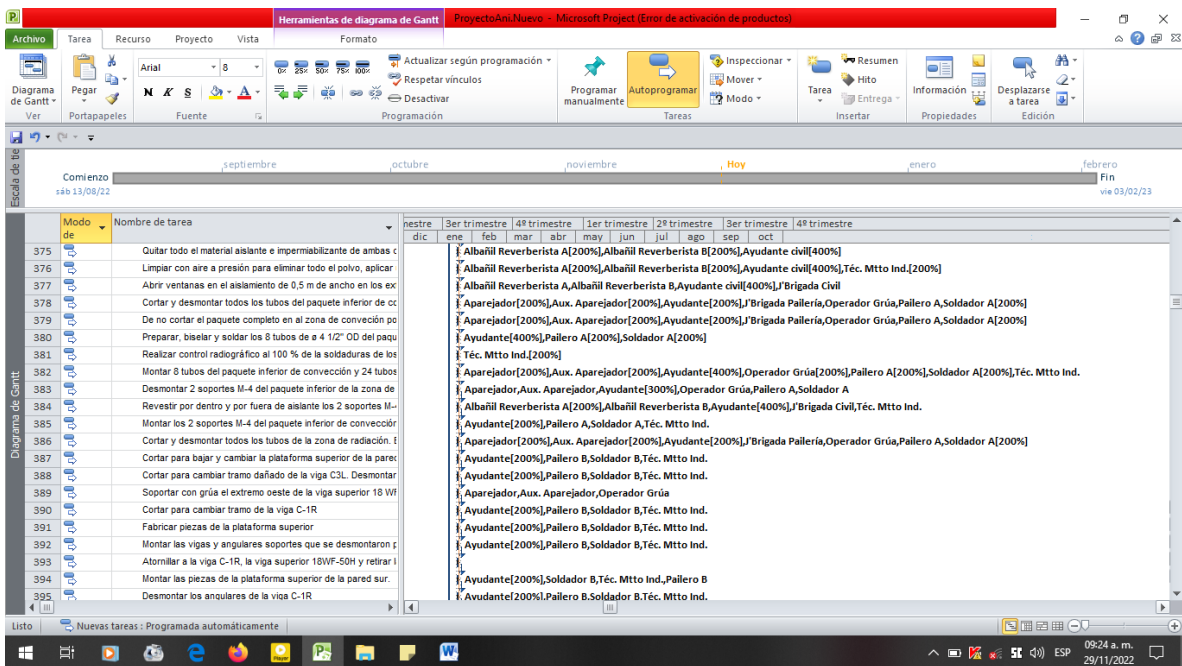 Herramientas de diagrama de Gantt
ProyectoAni.Nuevo - Microsoft Project (Error de activación de productos)
Archivo Tarea Recurso Proyecto Vista Formato
Diagrama de Gantt
Ver
Pegar
Portapapeles
Arial 8
N K S
Fuente
0× 25× 50× 75× 100×
Actualizar según programación
Respetar vínculos
Desactivar
Programación
Programar manualmente
Autoprogramar
Inspeccionar
Mover
Modo
Tareas
Tarea
Resumen
Hito
Entrega
Insertar
Información
Propiedades
Desplazarse a tarea
Edición
Escala de tie
septiembre octubre noviembre Hoy enero febrero
Comienzo
sáb 13/08/22
Fin
vie 03/02/23
Modo de
Nombre de tarea
nestre 3er trimestre 4º trimestre 1er trimestre 2º trimestre 3er trimestre 4º trimestre
dic ene feb mar abr may jun jul ago sep oct
Diagrama de Gantt
375 Quitar todo el material aislante e impermiabilizante de ambas c Albañil Reverberista A[200%],Albañil Reverberista B[200%],Ayudante civil[400%]
376 Limpiar con aire a presión para eliminar todo el polvo, aplicar Albañil Reverberista A[200%],Albañil Reverberista B[200%],Ayudante civil[400%],Téc. Mtto Ind.[200%]
377 Abrir ventanas en el aislamiento de 0,5 m de ancho en los ex Albañil Reverberista A,Albañil Reverberista B,Ayudante civil[400%],J'Brigada Civil
378 Cortar y desmontar todos los tubos del paquete inferior de cc Aparejador[200%],Aux. Aparejador[200%],Ayudante[200%],J'Brigada Pailería,Operador Grúa,Pailero A,Soldador A[200%]
379 De no cortar el paquete completo en al zona de conveción po Aparejador[200%],Aux. Aparejador[200%],Ayudante[200%],J'Brigada Pailería,Operador Grúa,Pailero A,Soldador A[200%]
380 Preparar, biselar y soldar los 8 tubos de ø 4 1/2" OD del paqu Ayudante[400%],Pailero A[200%],Soldador A[200%]
381 Realizar control radiográfico al 100 % de la soldaduras de los Téc. Mtto Ind.[200%]
382 Montar 8 tubos del paquete inferior de convección y 24 tubos Aparejador[200%],Aux. Aparejador[200%],Ayudante[400%],Operador Grúa[200%],Pailero A[200%],Soldador A[200%],Téc. Mtto Ind.
383 Desmontar 2 soportes M-4 del paquete inferior de la zona de Aparejador,Aux. Aparejador,Ayudante[300%],Operador Grúa,Pailero A,Soldador A
384 Revestir por dentro y por fuera de aislante los 2 soportes M- Albañil Reverberista A[200%],Albañil Reverberista B,Ayudante[400%],J'Brigada Civil,Téc. Mtto Ind.
385 Montar los 2 soportes M-4 del paquete inferior de convecciór Ayudante[200%],Pailero A,Soldador A,Téc. Mtto Ind.
386 Cortar y desmontar todos los tubos de la zona de radiación. E Aparejador[200%],Aux. Aparejador[200%],Ayudante[200%],J'Brigada Pailería,Operador Grúa,Pailero A,Soldador A[200%]
387 Cortar para bajar y cambiar la plataforma superior de la parec Ayudante[200%],Pailero B,Soldador B,Téc. Mtto Ind.
388 Cortar para cambiar tramo dañado de la viga C3L. Desmontar Ayudante[200%],Pailero B,Soldador B,Téc. Mtto Ind.
389 Soportar con grúa el extremo oeste de la viga superior 18 WF Aparejador,Aux. Aparejador,Operador Grúa
390 Cortar para cambiar tramo de la viga C-1R Ayudante[200%],Pailero B,Soldador B,Téc. Mtto Ind.
391 Fabricar piezas de la plataforma superior Ayudante[200%],Pailero B,Soldador B,Téc. Mtto Ind.
392 Montar las vigas y angulares soportes que se desmontaron p Ayudante[200%],Pailero B,Soldador B,Téc. Mtto Ind.
393 Atornillar a la viga C-1R, la viga superior 18WF-50H y retirar l
394 Montar las piezas de la plataforma superior de la pared sur. Ayudante[200%],Soldador B,Téc. Mtto Ind.,Pailero B
395 Desmontar los angulares de la viga C-1R Ayudante[200%],Pailero B,Soldador B,Téc. Mtto Ind.
Listo Nuevas tareas : Programada automáticamente
ESP
09:24 a. m.
29/11/2022